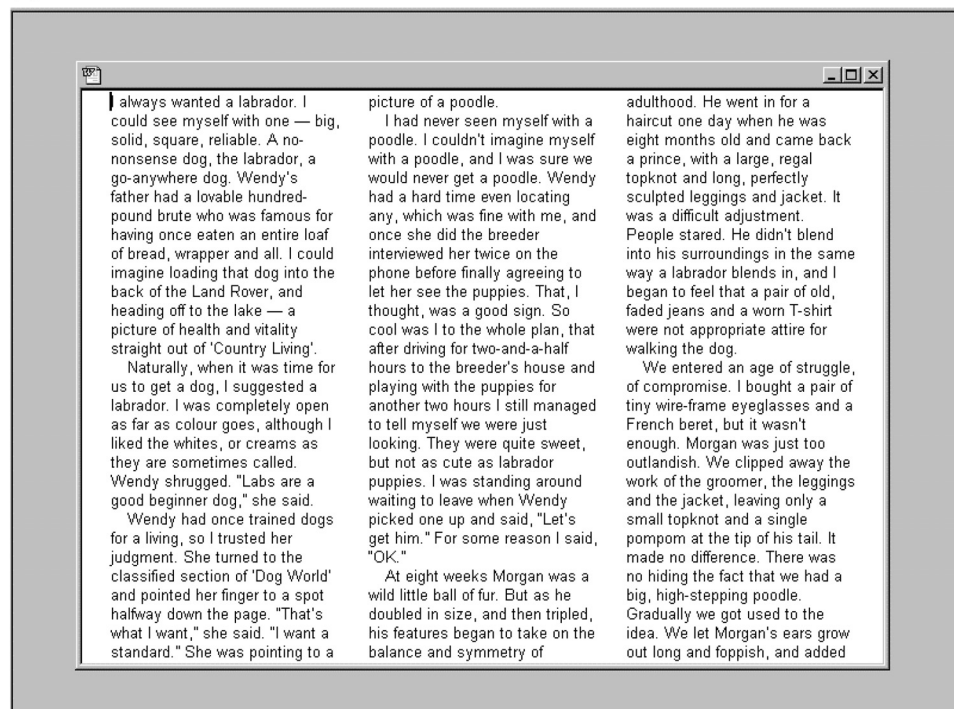 I always wanted a labrador. I
could see myself with one — big,
solid, square, reliable. A no-
nonsense dog, the labrador, a
go-anywhere dog. Wendy's
father had a lovable hundred-
pound brute who was famous for
having once eaten an entire loaf
of bread, wrapper and all. I could
imagine loading that dog into the
back of the Land Rover, and
heading off to the lake — a
picture of health and vitality
straight out of 'Country Living'.
Naturally, when it was time for
us to get a dog, I suggested a
labrador. I was completely open
as far as colour goes, although I
liked the whites, or creams as
they are sometimes called.
Wendy shrugged. "Labs are a
good beginner dog," she said.
Wendy had once trained dogs
for a living, so I trusted her
judgment. She turned to the
classified section of 'Dog World'
and pointed her finger to a spot
halfway down the page. "That's
what I want," she said. "I want a
standard." She was pointing to a
picture of a poodle.
I had never seen myself with a
poodle. I couldn't imagine myself
with a poodle, and I was sure we
would never get a poodle. Wendy
had a hard time even locating
any, which was fine with me, and
once she did the breeder
interviewed her twice on the
phone before finally agreeing to
let her see the puppies. That, I
thought, was a good sign. So
cool was I to the whole plan, that
after driving for two-and-a-half
hours to the breeder's house and
playing with the puppies for
another two hours I still managed
to tell myself we were just
looking. They were quite sweet,
but not as cute as labrador
puppies. I was standing around
waiting to leave when Wendy
picked one up and said, "Let's
get him." For some reason I said,
"OK."
At eight weeks Morgan was a
wild little ball of fur. But as he
doubled in size, and then tripled,
his features began to take on the
balance and symmetry of
adulthood. He went in for a
haircut one day when he was
eight months old and came back
a prince, with a large, regal
topknot and long, perfectly
sculpted leggings and jacket. It
was a difficult adjustment.
People stared. He didn't blend
into his surroundings in the same
way a labrador blends in, and I
began to feel that a pair of old,
faded jeans and a worn T-shirt
were not appropriate attire for
walking the dog.
We entered an age of struggle,
of compromise. I bought a pair of
tiny wire-frame eyeglasses and a
French beret, but it wasn't
enough. Morgan was just too
outlandish. We clipped away the
work of the groomer, the leggings
and the jacket, leaving only a
small topknot and a single
pompom at the tip of his tail. It
made no difference. There was
no hiding the fact that we had a
big, high-stepping poodle.
Gradually we got used to the
idea. We let Morgan's ears grow
out long and foppish, and added